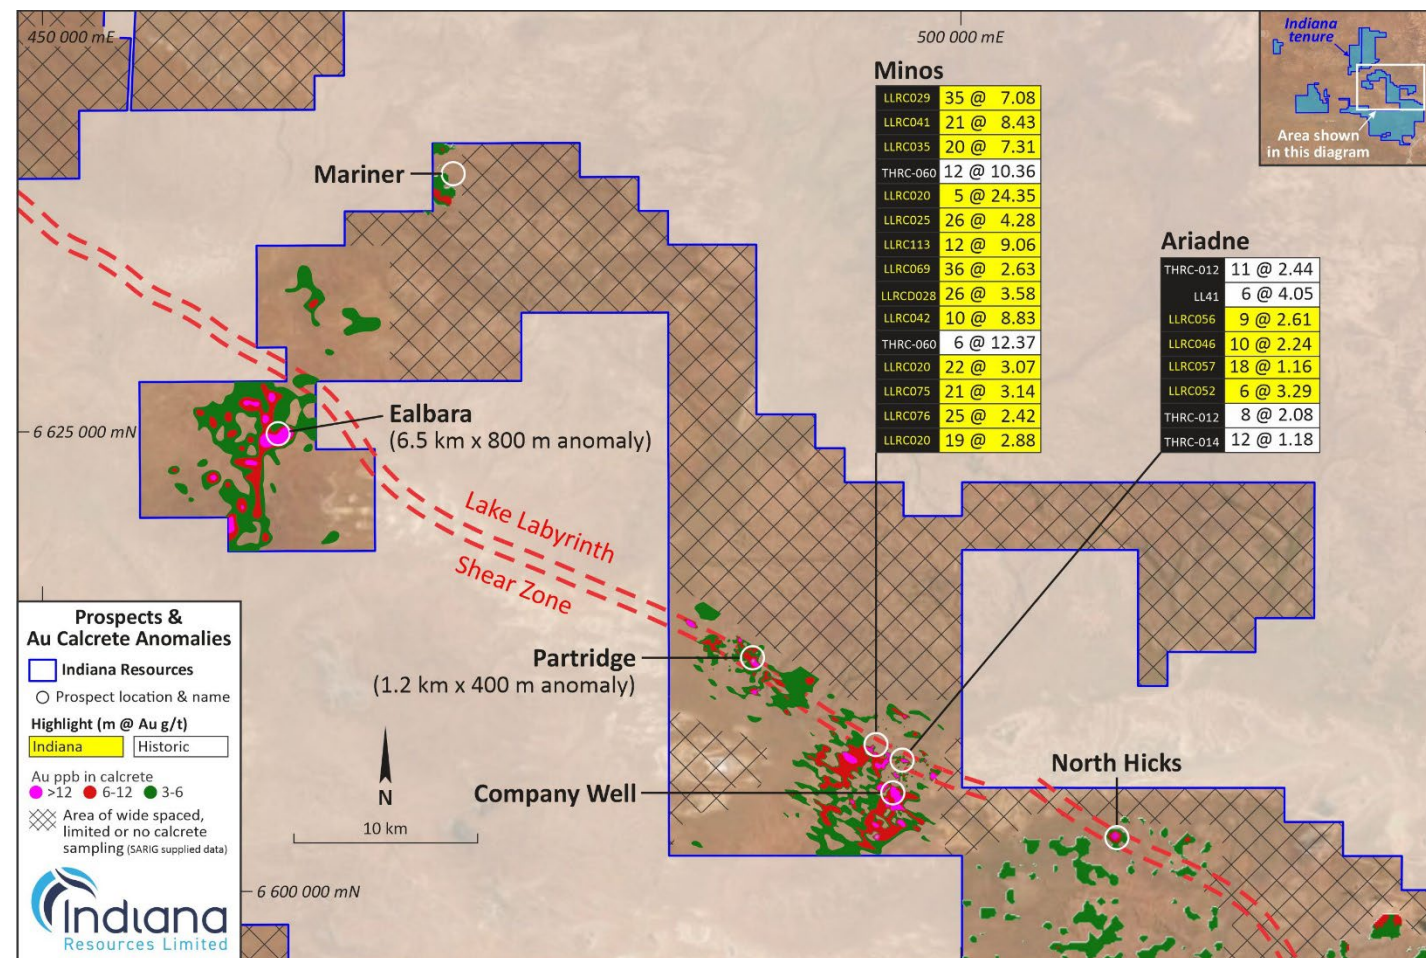 450 000 mE
500 000 mE
Indiana
tenure
Area shown
in this diagram
Minos
LLRC029 35 @ 7.08
LLRC041 21 @ 8.43
LLRC035 20 @ 7.31
THRC-060 12 @ 10.36
LLRC020 5 @ 24.35
LLRC025 26 @ 4.28
LLRC113 12 @ 9.06
LLRC069 36 @ 2.63
LLRCD028 26 @ 3.58
LLRC042 10 @ 8.83
THRC-060 6 @ 12.37
LLRC020 22 @ 3.07
LLRC075 21 @ 3.14
LLRC076 25 @ 2.42
LLRC020 19 @ 2.88
Ariadne
THRC-012 11 @ 2.44
LL41 6 @ 4.05
LLRC056 9 @ 2.61
LLRC046 10 @ 2.24
LLRC057 18 @ 1.16
LLRC052 6 @ 3.29
THRC-012 8 @ 2.08
THRC-014 12 @ 1.18
Mariner
Ealbara
(6.5 km x 800 m anomaly)
6 625 000 mN
Lake Labyrinth
Shear Zone
Partridge
(1.2 km x 400 m anomaly)
Company Well
North Hicks
N
10 km
6 600 000 mN
Prospects &
Au Calcrete Anomalies
Indiana Resources
Prospect location & name
Highlight (m @ Au g/t)
Indiana Historic
Au ppb in calcrete
>12 6-12 3-6
Area of wide spaced,
limited or no calcrete
sampling (SARIG supplied data)
Indiana
Resources Limited